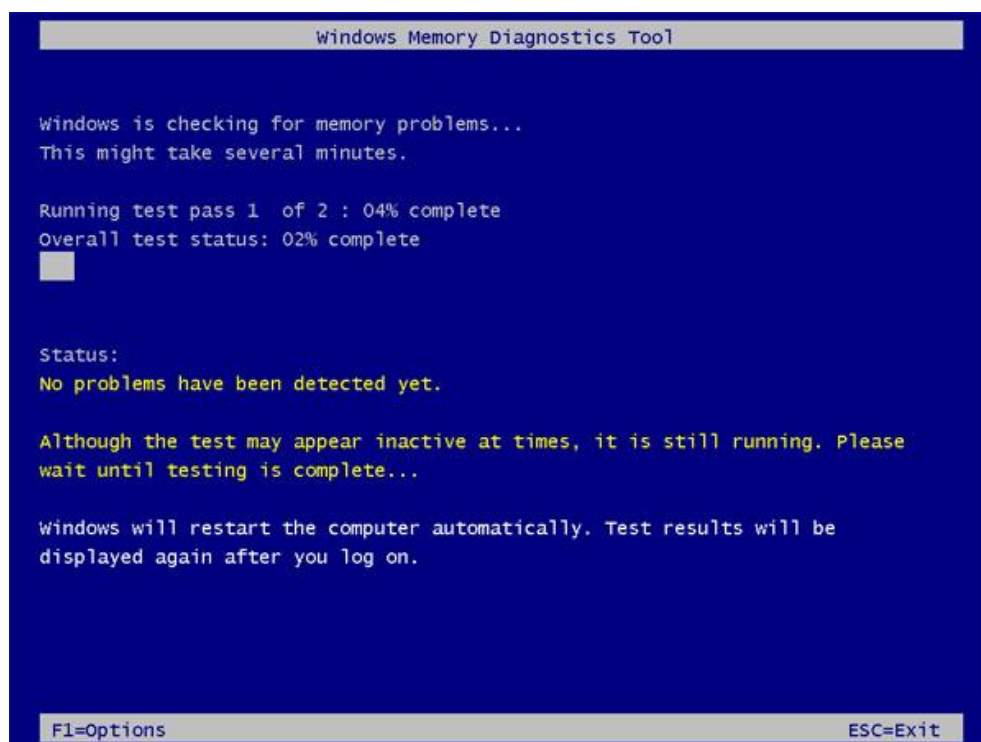 Windows Memory Diagnostics Tool
Windows is checking for memory problems...
This might take several minutes.
Running test pass 1  of 2 : 04% complete
Overall test status: 02% complete
Status:
No problems have been detected yet.
Although the test may appear inactive at times, it is still running. Please
wait until testing is complete...
Windows will restart the computer automatically. Test results will be
displayed again after you log on.
F1=Options ESC=Exit